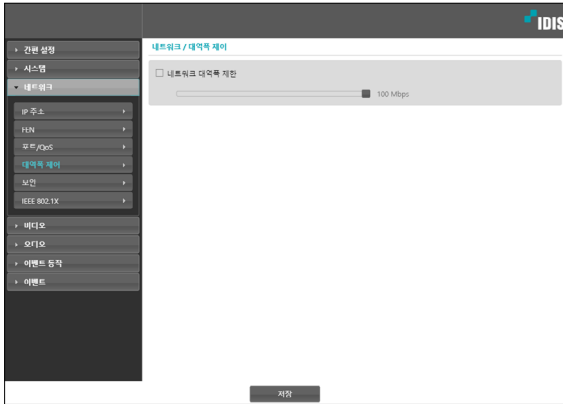 IDIS
간편 설정
시스템
네트워크
IP 주소
FEN
포트/QoS
대역폭 제어
보안
IEEE 802.1X
비디오
오디오
이벤트 동작
이벤트
네트워크 / 대역폭 제어
네트워크 대역폭 제한
100 Mbps
저장